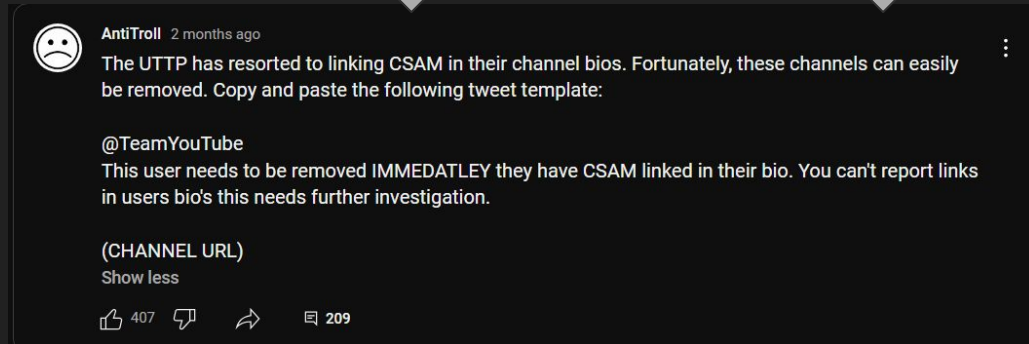 AntiTroll 2 months ago
The UTTP has resorted to linking CSAM in their channel bios. Fortunately, these channels can easily
be removed. Copy and paste the following tweet template:
@TeamYouTube
This user needs to be removed IMMEDATLEY they have CSAM linked in their bio. You can't report links
in users bio's this needs further investigation.
(CHANNEL URL)
Show less
407 209